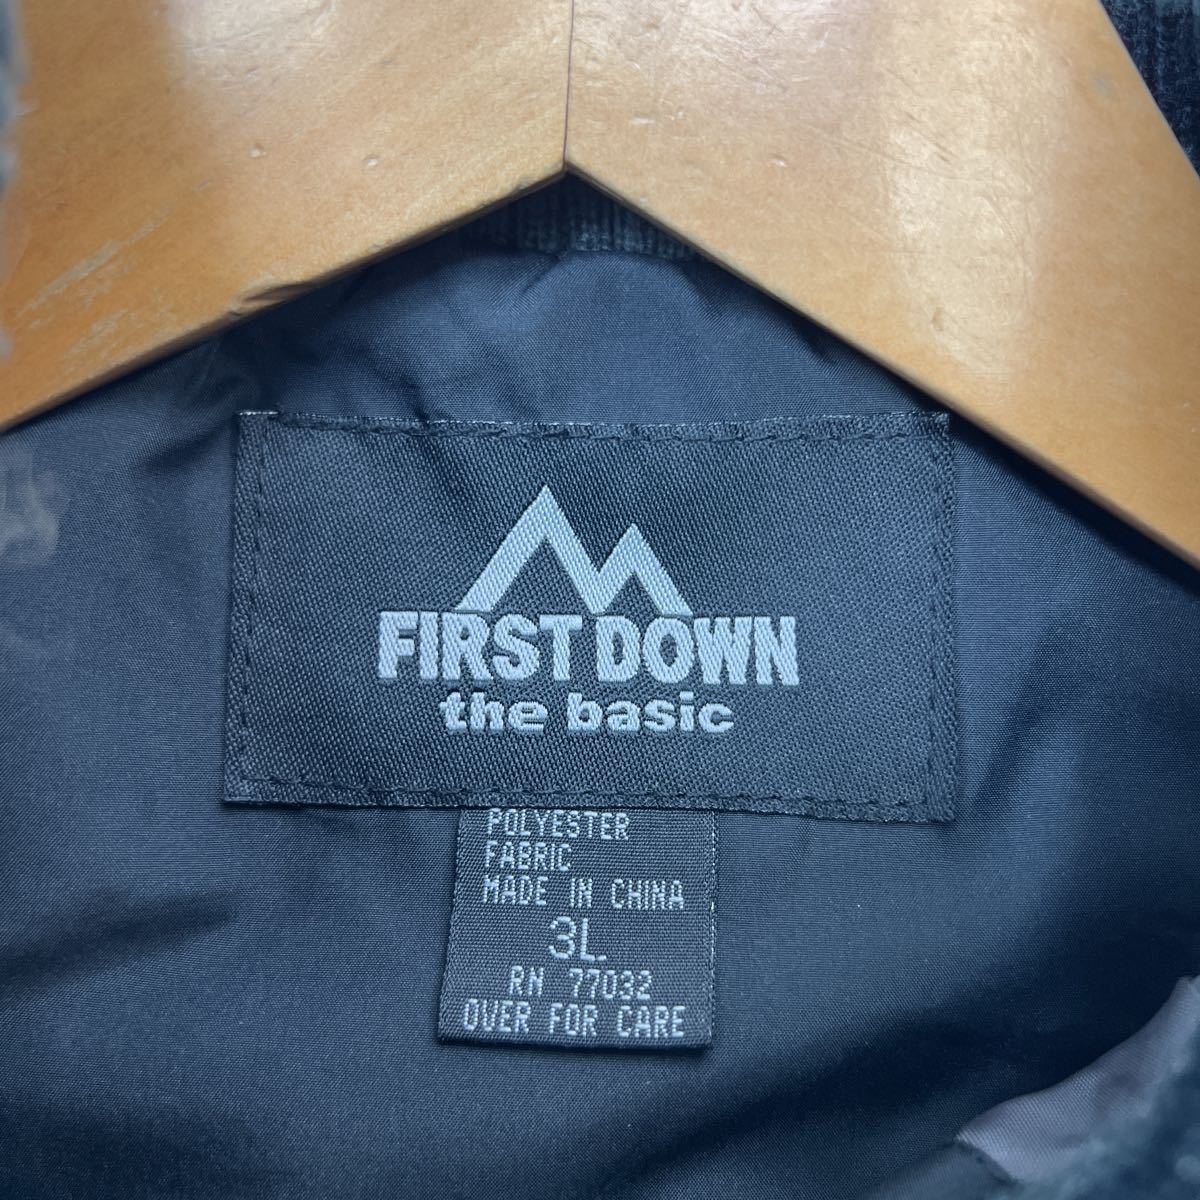 FIRST DOWN
the basic
POLYESTER
FABRIC
MADE IN CHINA
3L
RN 77032
OVER FOR CARE